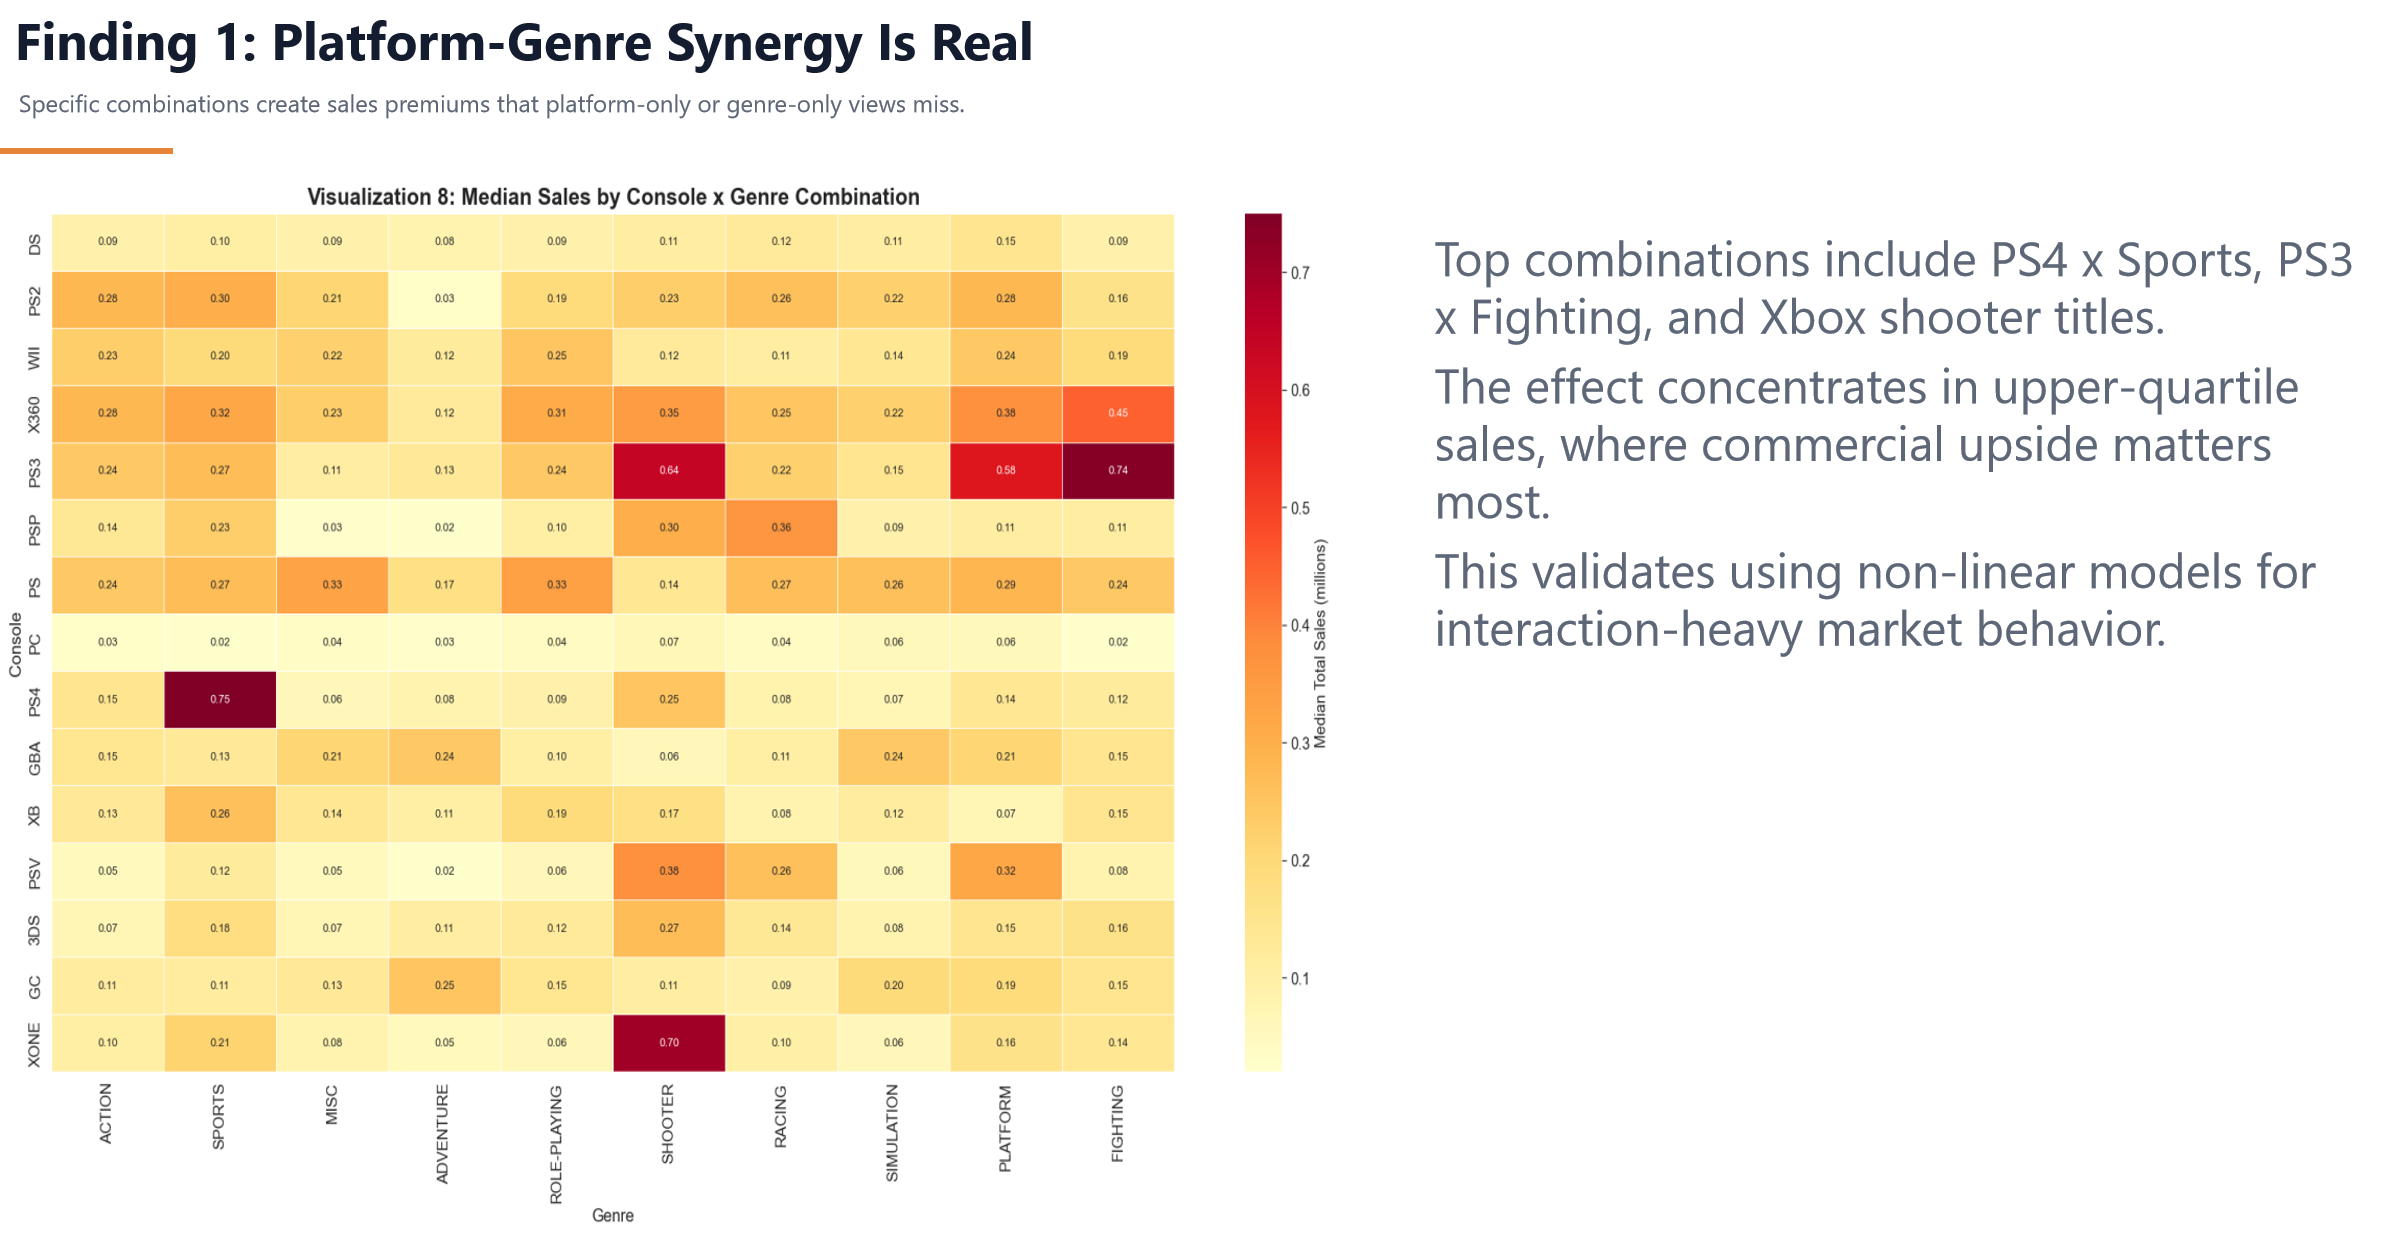 Finding 1: Platform-Genre Synergy Is Real
Specific combinations create sales premiums that platform-only or genre-only views miss.
Visualization 8: Median Sales by Console x Genre Combination
DS 0.09 0.10 0.09 0.08 0.09 0.11 0.12 0.11 0.15 0.09
PS2 0.28 0.30 0.21 0.03 0.19 0.23 0.26 0.22 0.28 0.16
WII 0.23 0.20 0.22 0.12 0.25 0.12 0.11 0.14 0.24 0.19
X360 0.28 0.32 0.23 0.12 0.31 0.35 0.25 0.22 0.38 0.45
PS3 0.24 0.27 0.11 0.13 0.24 0.64 0.22 0.15 0.58 0.74
PSP 0.14 0.23 0.03 0.02 0.10 0.30 0.36 0.09 0.11 0.11
PS 0.24 0.27 0.33 0.17 0.33 0.14 0.27 0.26 0.29 0.24
PC 0.03 0.02 0.04 0.03 0.04 0.07 0.04 0.06 0.06 0.02
PS4 0.15 0.75 0.06 0.08 0.09 0.25 0.08 0.07 0.14 0.12
GBA 0.15 0.13 0.21 0.24 0.10 0.06 0.11 0.24 0.21 0.15
XB 0.13 0.26 0.14 0.11 0.19 0.17 0.08 0.12 0.07 0.15
PSV 0.05 0.12 0.05 0.02 0.06 0.38 0.26 0.06 0.32 0.08
3DS 0.07 0.18 0.07 0.11 0.12 0.27 0.14 0.08 0.15 0.16
GC 0.11 0.11 0.13 0.25 0.15 0.11 0.09 0.20 0.19 0.15
XONE 0.10 0.21 0.08 0.05 0.06 0.70 0.10 0.06 0.16 0.14
Console
ACTION SPORTS MISC ADVENTURE ROLE-PLAYING SHOOTER RACING SIMULATION PLATFORM FIGHTING
Genre
0.7
0.6
0.5
0.4
0.3
0.2
0.1
Median Total Sales (millions)
Top combinations include PS4 x Sports, PS3
x Fighting, and Xbox shooter titles.
The effect concentrates in upper-quartile
sales, where commercial upside matters
most.
This validates using non-linear models for
interaction-heavy market behavior.